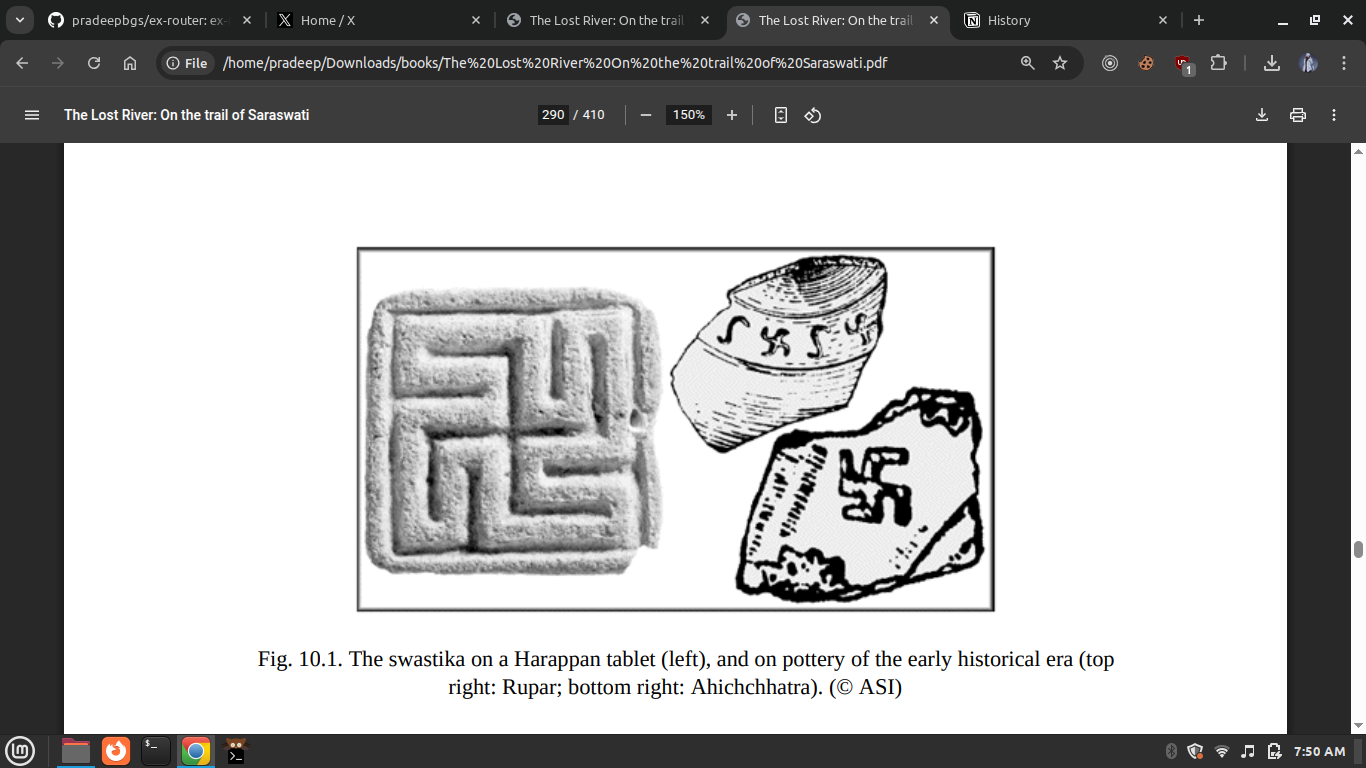 pradeepbgs/ex-router: ex-
Home / X
The Lost River: On the trail
The Lost River: On the trail
History
File
/home/pradeep/Downloads/books/The%20Lost%20River%20On%20the%20trail%20of%20Saraswati.pdf
1
The Lost River: On the trail of Saraswati
290 / 410
150%
Fig. 10.1. The swastika on a Harappan tablet (left), and on pottery of the early historical era (top
right: Rupar; bottom right: Ahichchhatra). (© ASI)
7:50 AM